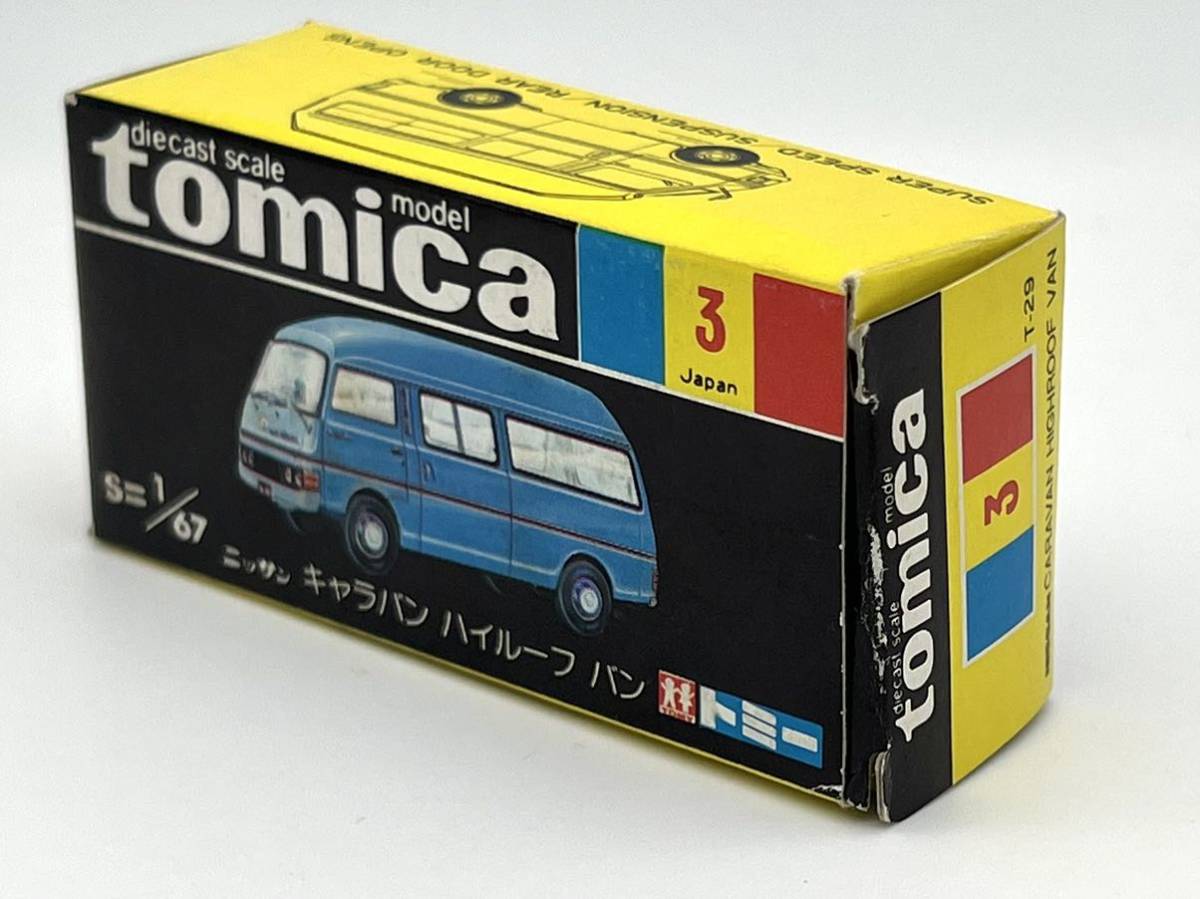 SUPER SPEED / SUSPENSION / REAR DOOR OPENS
diecast scale
tomica
model
3
Japan
S=1/67
ニッサン キャラバン ハイルーフ バン
TOMY
トミー
diecast scale
tomica
model
3
T-29
CARAVAN HIGHROOF VAN